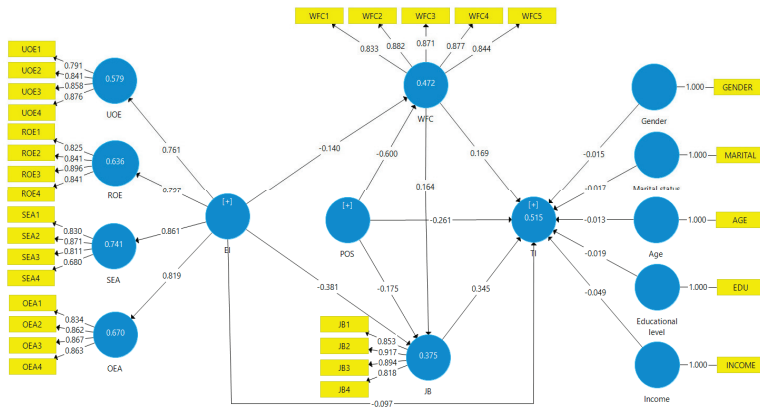 WFC1
WFC2
WFC3
WFC4
WFC5
0.833
0.882
0.871
0.877
0.844
0.472
WFC
UOE1
UOE2
UOE3
UOE4
0.791
0.841
0.858
0.876
0.579
UOE
ROE1
ROE2
ROE3
ROE4
0.825
0.841
0.896
0.841
0.636
ROE
SEA1
SEA2
SEA3
SEA4
0.830
0.871
0.811
0.680
0.741
SEA
OEA1
OEA2
OEA3
OEA4
0.834
0.862
0.867
0.863
0.670
OEA
0.761
0.861
0.819
[+]
EI
-0.140
-0.600
0.169
0.164
[+]
POS
-0.261
-0.381
-0.175
0.345
-0.097
JB1
JB2
JB3
JB4
0.853
0.917
0.894
0.818
0.375
JB
[+]
0.515
TI
-0.015
-0.017
-0.013
-0.019
-0.049
Gender
1.000
GENDER
Marital status
1.000
MARITAL
Age
1.000
AGE
Educational
level
1.000
EDU
Income
1.000
INCOME